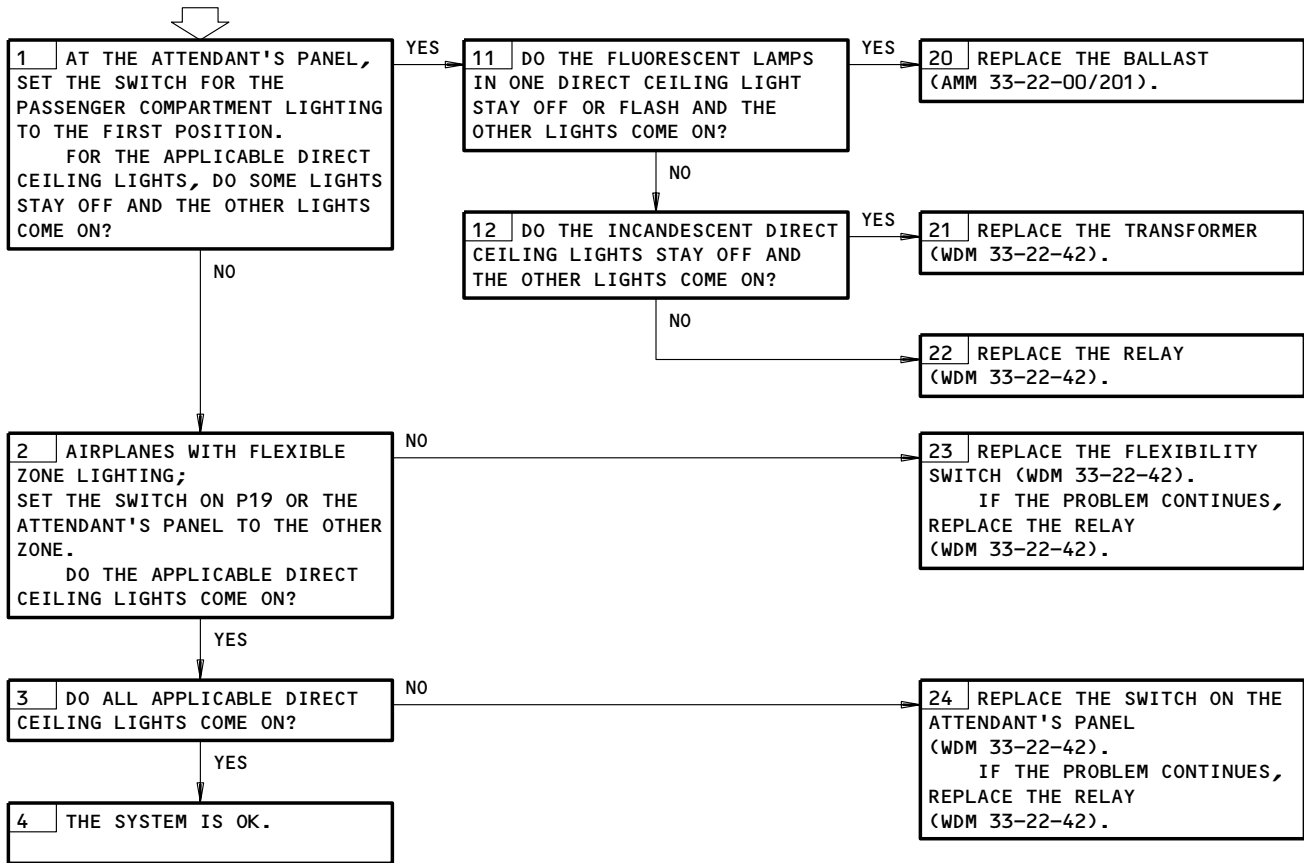 1 AT THE ATTENDANT'S PANEL,
SET THE SWITCH FOR THE
PASSENGER COMPARTMENT LIGHTING
TO THE FIRST POSITION.
FOR THE APPLICABLE DIRECT
CEILING LIGHTS, DO SOME LIGHTS
STAY OFF AND THE OTHER LIGHTS
COME ON?
YES
NO
11 DO THE FLUORESCENT LAMPS
IN ONE DIRECT CEILING LIGHT
STAY OFF OR FLASH AND THE
OTHER LIGHTS COME ON?
YES
NO
20 REPLACE THE BALLAST
(AMM 33-22-00/201).
12 DO THE INCANDESCENT DIRECT
CEILING LIGHTS STAY OFF AND
THE OTHER LIGHTS COME ON?
YES
NO
21 REPLACE THE TRANSFORMER
(WDM 33-22-42).
22 REPLACE THE RELAY
(WDM 33-22-42).
2 AIRPLANES WITH FLEXIBLE
ZONE LIGHTING;
SET THE SWITCH ON P19 OR THE
ATTENDANT'S PANEL TO THE OTHER
ZONE.
DO THE APPLICABLE DIRECT
CEILING LIGHTS COME ON?
NO
YES
23 REPLACE THE FLEXIBILITY
SWITCH (WDM 33-22-42).
IF THE PROBLEM CONTINUES,
REPLACE THE RELAY
(WDM 33-22-42).
3 DO ALL APPLICABLE DIRECT
CEILING LIGHTS COME ON?
NO
YES
24 REPLACE THE SWITCH ON THE
ATTENDANT'S PANEL
(WDM 33-22-42).
IF THE PROBLEM CONTINUES,
REPLACE THE RELAY
(WDM 33-22-42).
4 THE SYSTEM IS OK.